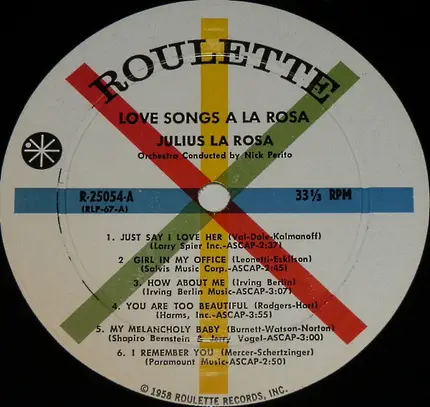 ROULETTE
LOVE SONGS A LA ROSA
JULIUS LA ROSA
Orchestra Conducted by Nick Perito
R-25054-A
(RLP-67-A)
33⅓ RPM
1. JUST SAY I LOVE HER (Val-Dale-Kalmanoff)
(Larry Spier Inc.-ASCAP-2:37)
2 GIRL IN MY OFFICE (Leonetti-Eskilson)
(Salvis Music Corp.-ASCAP-2:45)
3. HOW ABOUT ME (Irving Berlin)
(Irving Berlin Music-ASCAP-3:07)
4. YOU ARE TOO BEAUTIFUL (Rodgers-Hart)
(Harms, Inc.-ASCAP-3:55)
5. MY MELANCHOLY BABY (Burnett-Watson-Norton)
(Shapiro Bernstein & Jerry Vogel-ASCAP-3:00)
6. I REMEMBER YOU (Mercer-Schertzinger)
(Paramount Music-ASCAP-2:50)
© 1958 ROULETTE RECORDS, INC.